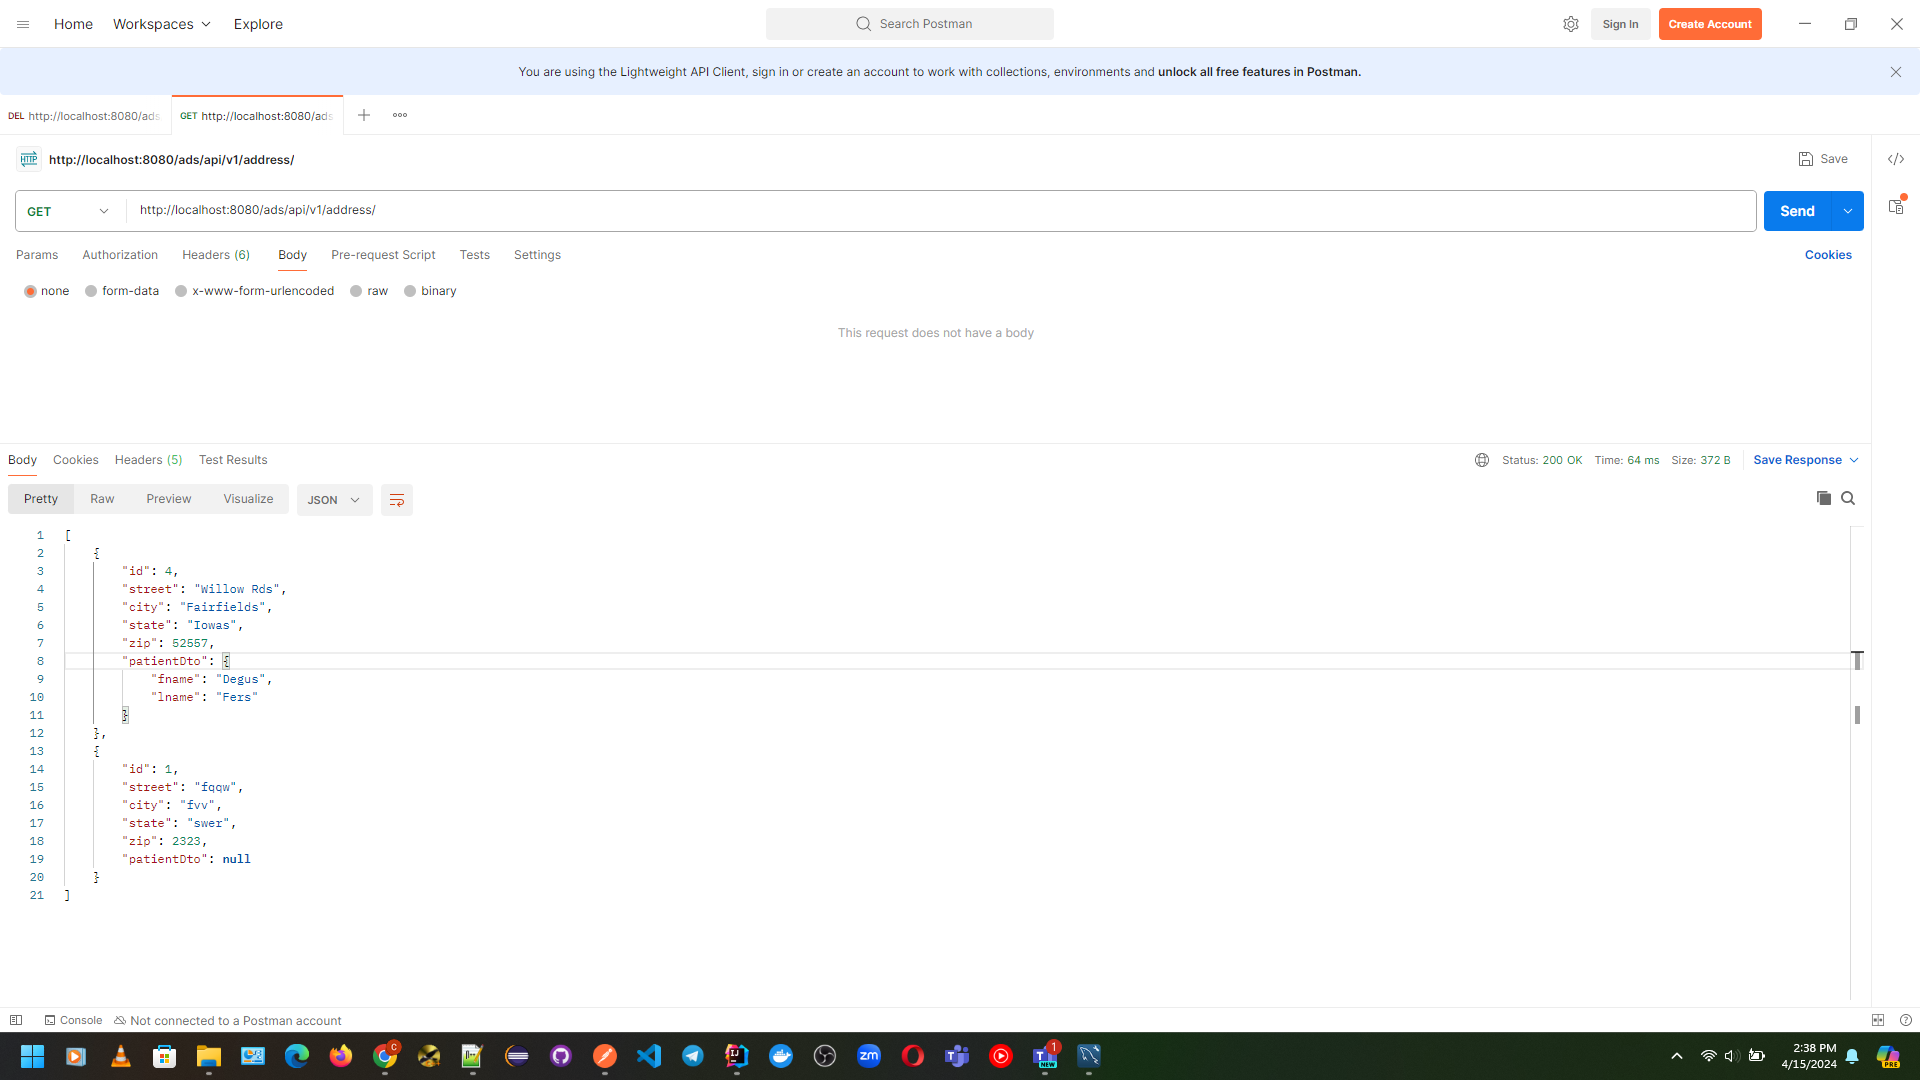 Home Workspaces Explore Search Postman Sign In Create Account
You are using the Lightweight API Client, sign in or create an account to work with collections, environments and unlock all free features in Postman.
DEL http://localhost:8080/ads GET http://localhost:8080/ads
HTTP http://localhost:8080/ads/api/v1/address/ Save
GET http://localhost:8080/ads/api/v1/address/ Send
Params Authorization Headers (6) Body Pre-request Script Tests Settings Cookies
none form-data x-www-form-urlencoded raw binary
This request does not have a body
Body Cookies Headers (5) Test Results Status: 200 OK Time: 64 ms Size: 372 B Save Response
Pretty Raw Preview Visualize JSON
1 [
2 {
3 "id": 4,
4 "street": "Willow Rds",
5 "city": "Fairfields",
6 "state": "Iowas",
7 "zip": 52557,
8 "patientDto": {
9 "fname": "Degus",
10 "lname": "Fers"
11 }
12 },
13 {
14 "id": 1,
15 "street": "fqqw",
16 "city": "fvv",
17 "state": "swer",
18 "zip": 2323,
19 "patientDto": null
20 }
21 ]
Console Not connected to a Postman account
C zm IJ T NEW 1 PRE
2:38 PM
4/15/2024